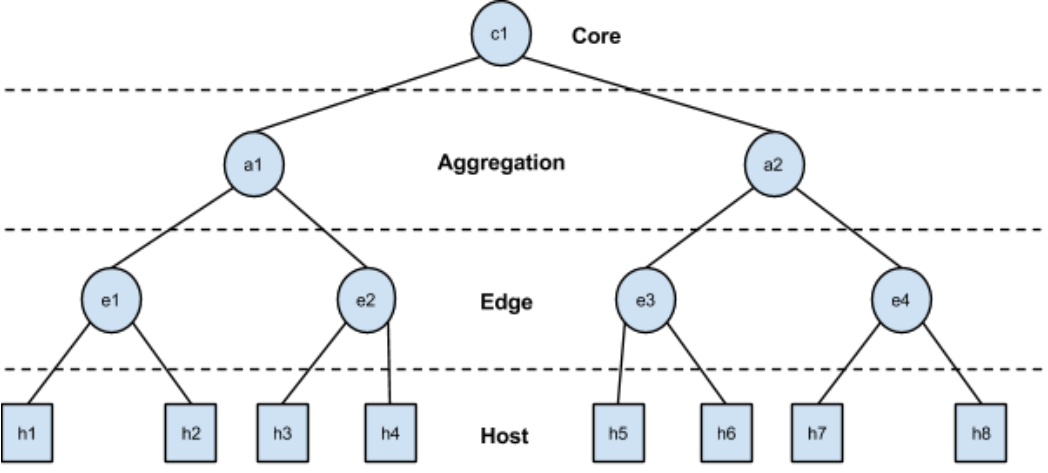 c1
Core
a1
Aggregation
a2
e1
e2
Edge
e3
e4
h1
h2
h3
h4
Host
h5
h6
h7
h8